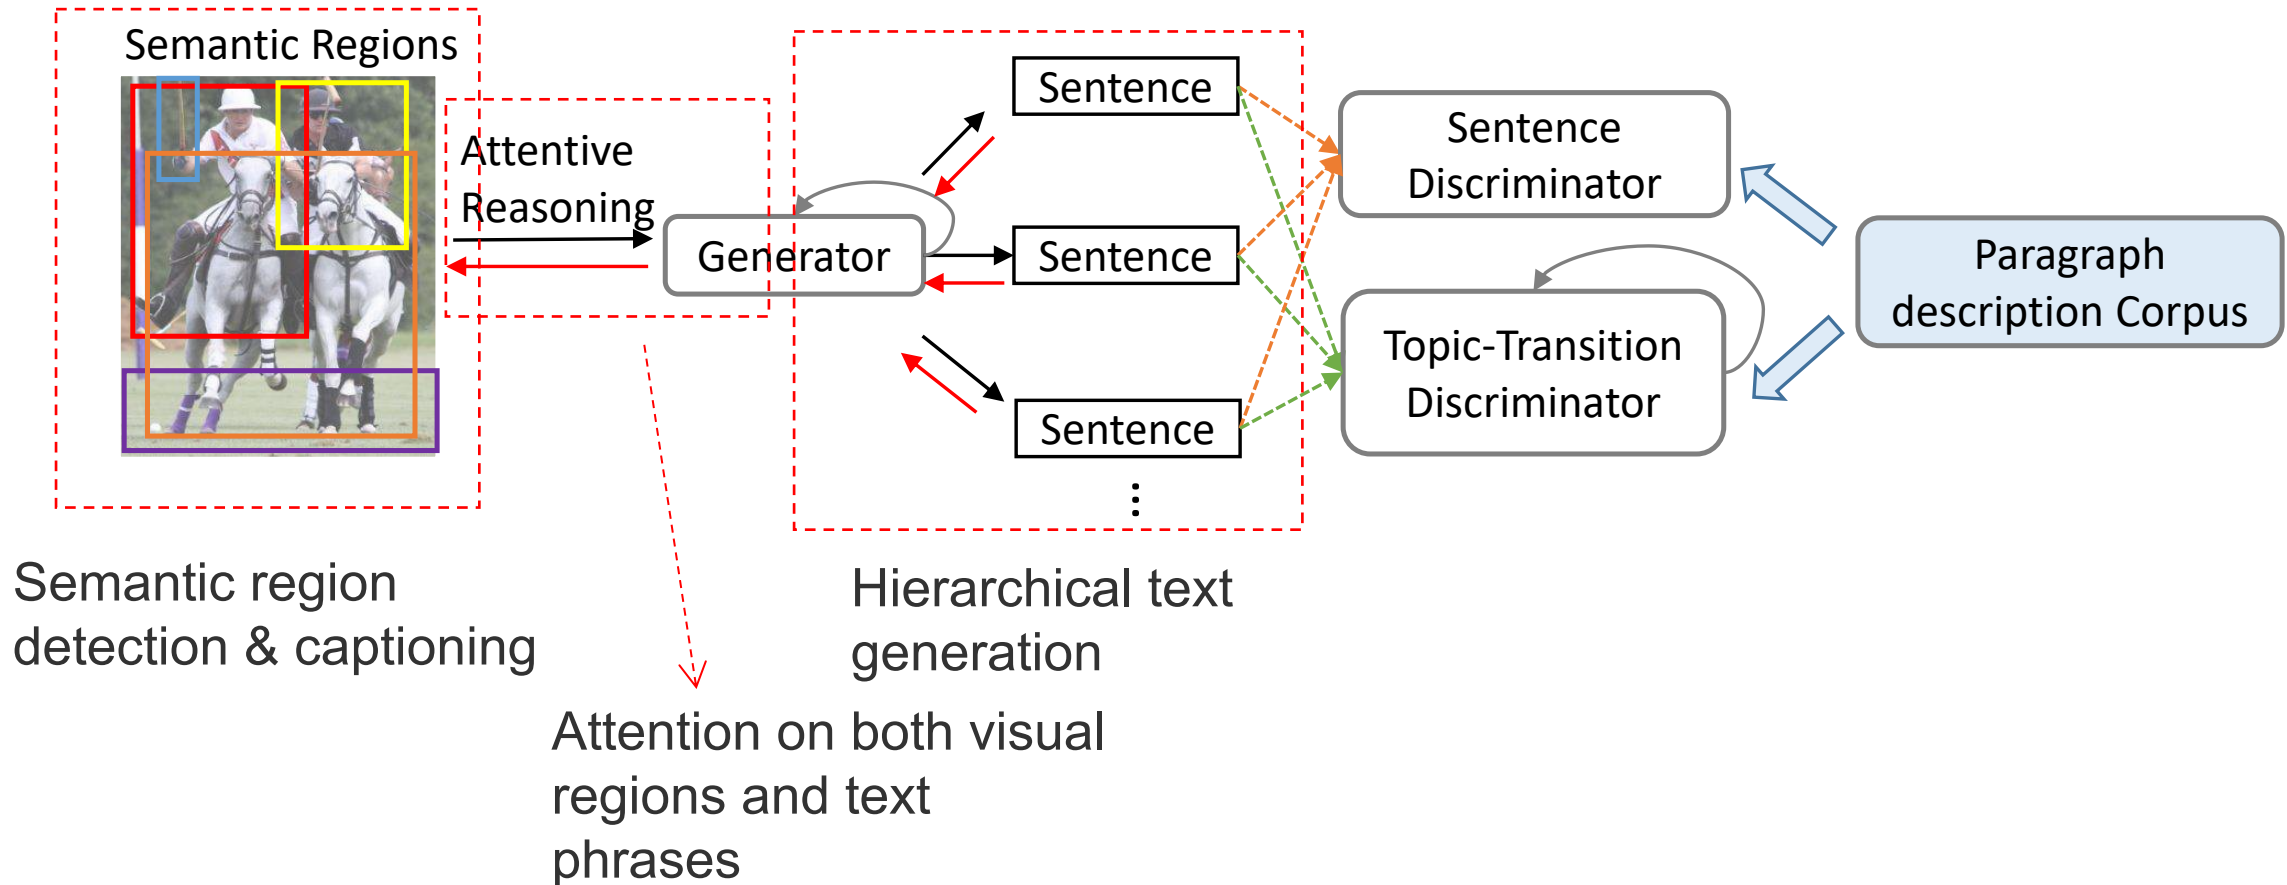 Semantic Regions
Attentive
Reasoning
Generator
Sentence
Sentence
Sentence
...
Sentence
Discriminator
Topic-Transition
Discriminator
Paragraph
description Corpus
Semantic region
detection & captioning
Hierarchical text
generation
Attention on both visual
regions and text
phrases